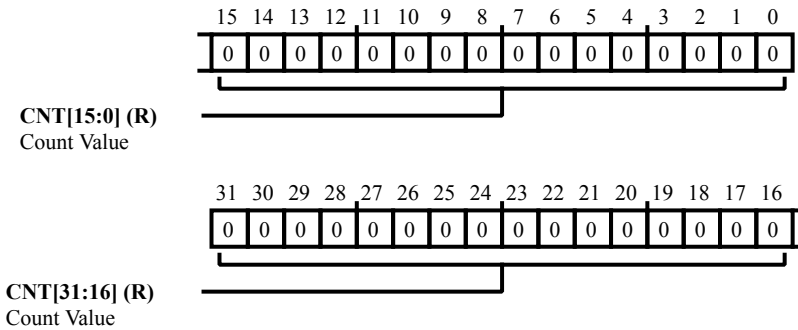 15 14 13 12 11 10 9 8 7 6 5 4 3 2 1 0
0 0 0 0 0 0 0 0 0 0 0 0 0 0 0 0
CNT[15:0] (R)
Count Value
31 30 29 28 27 26 25 24 23 22 21 20 19 18 17 16
0 0 0 0 0 0 0 0 0 0 0 0 0 0 0 0
CNT[31:16] (R)
Count Value